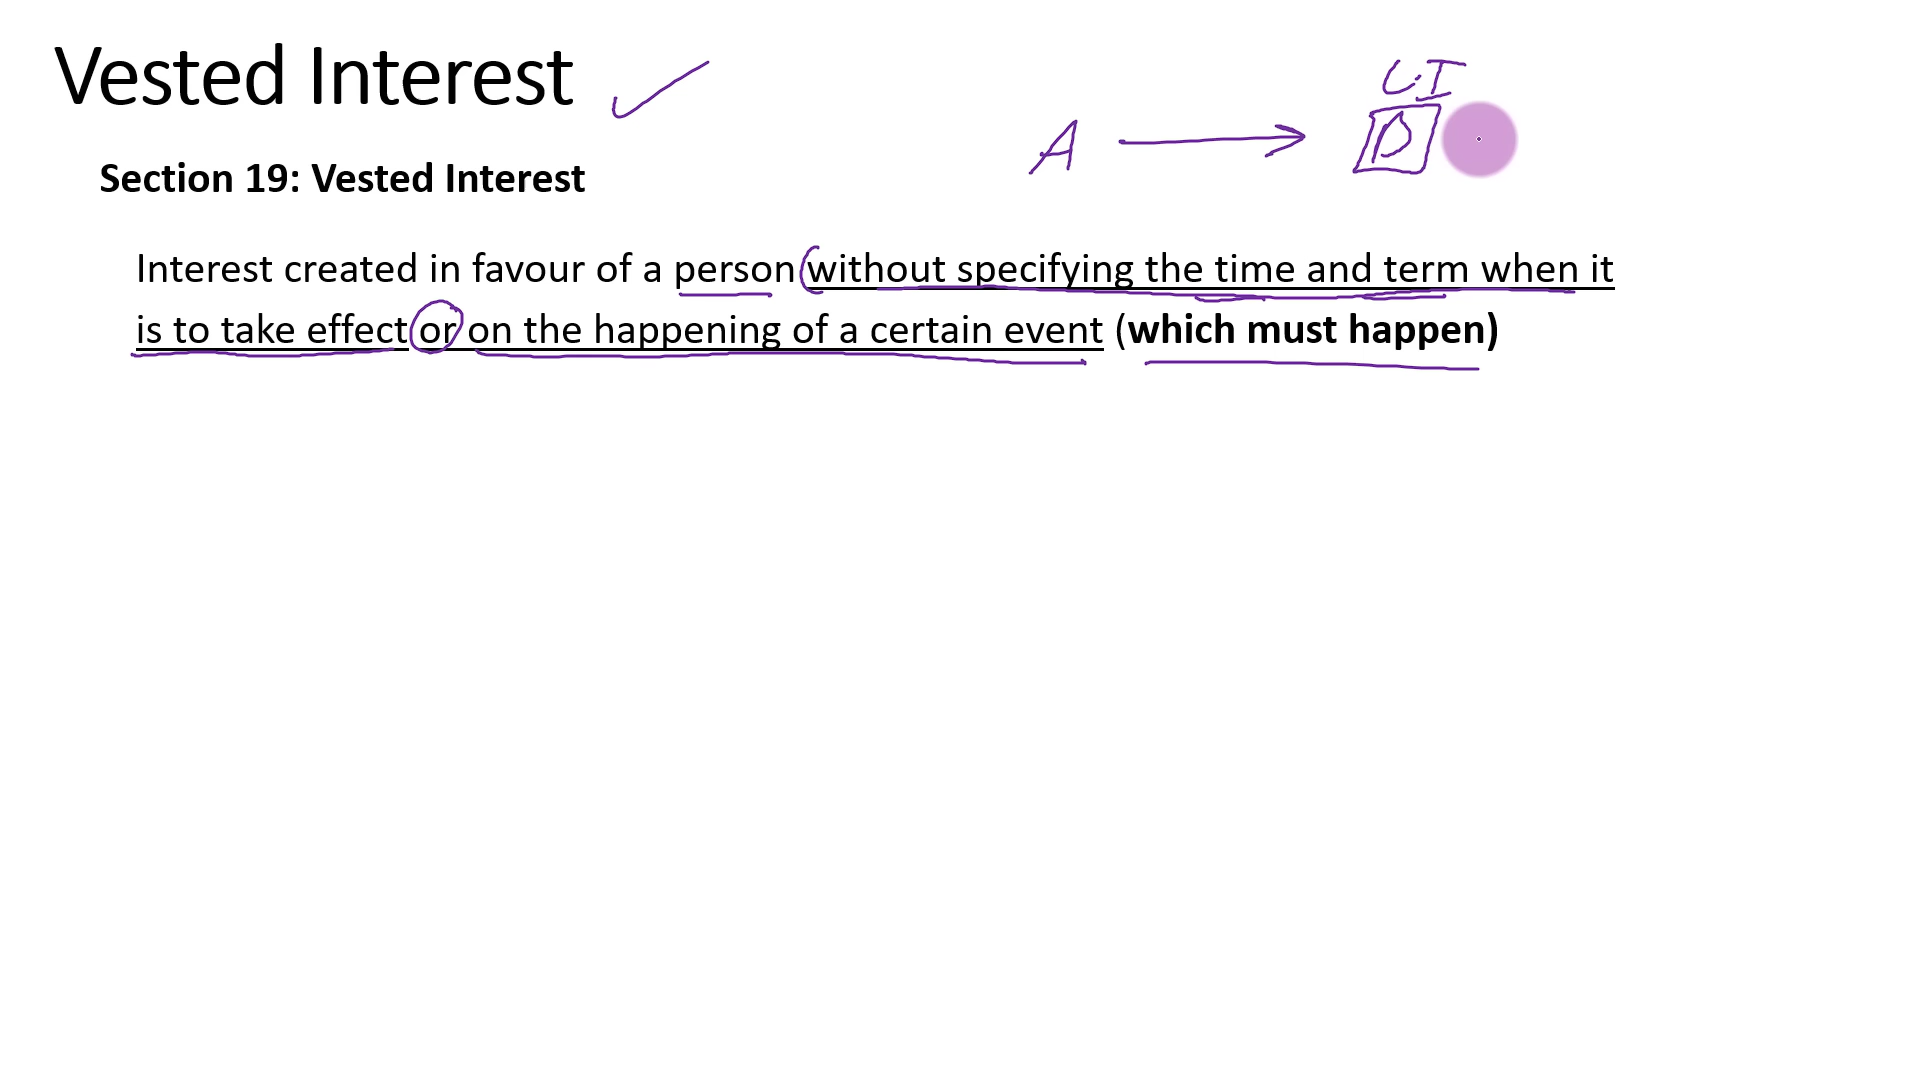 Vested Interest
A
Section 19: Vested Interest
Interest created in favour of a person without specifying the time and term when it
is to take effect or on the happening of a certain event (which must happen)